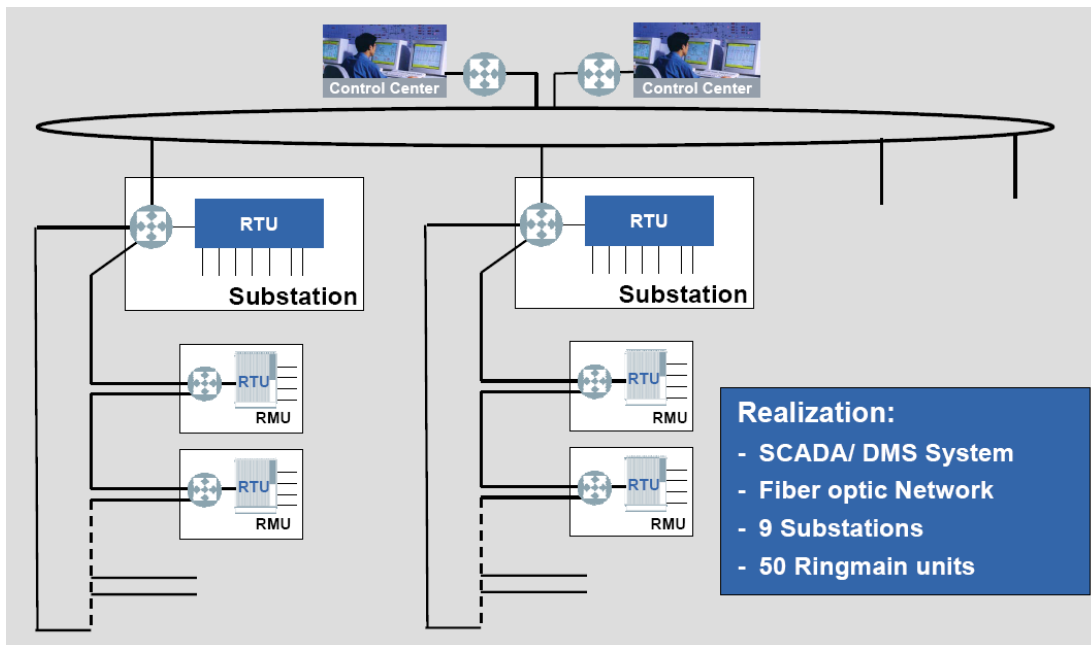 Control Center
Control Center
RTU
Substation
RTU
Substation
RTU
RMU
RTU
RMU
RTU
RMU
RTU
RMU
Realization:
- SCADA/ DMS System
- Fiber optic Network
- 9 Substations
- 50 Ringmain units